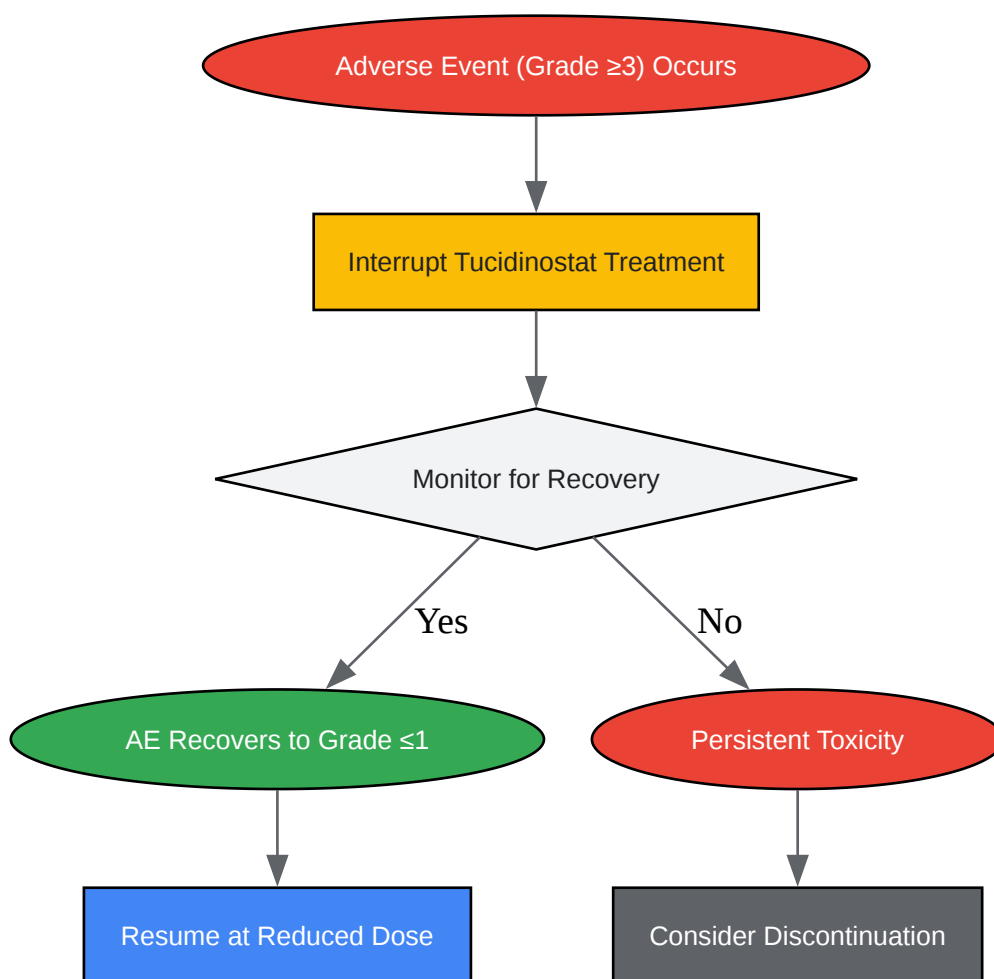 Adverse Event (Grade ≥3) Occurs
Interrupt Tucidinostat Treatment
Monitor for Recovery
Yes
No
AE Recovers to Grade ≤1
Persistent Toxicity
Resume at Reduced Dose
Consider Discontinuation